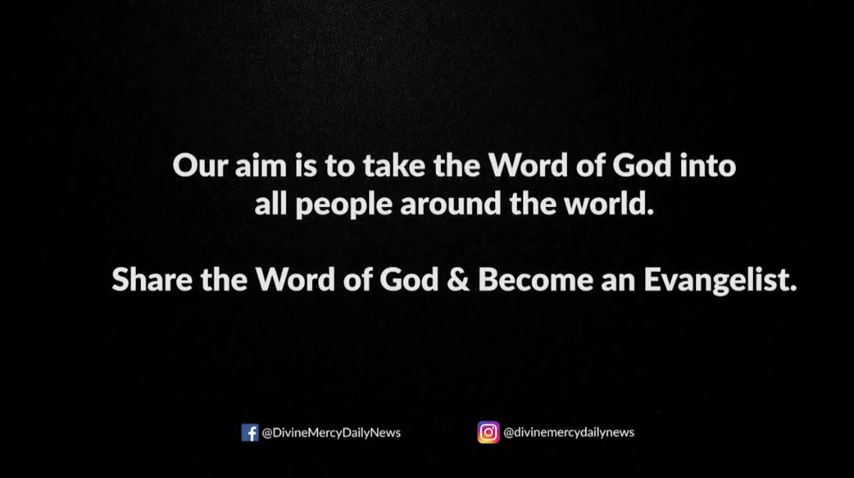 Our aim is to take the Word of God into
all people around the world.
Share the Word of God & Become an Evangelist.
@DivineMercyDailyNews
@divinemercydailynews